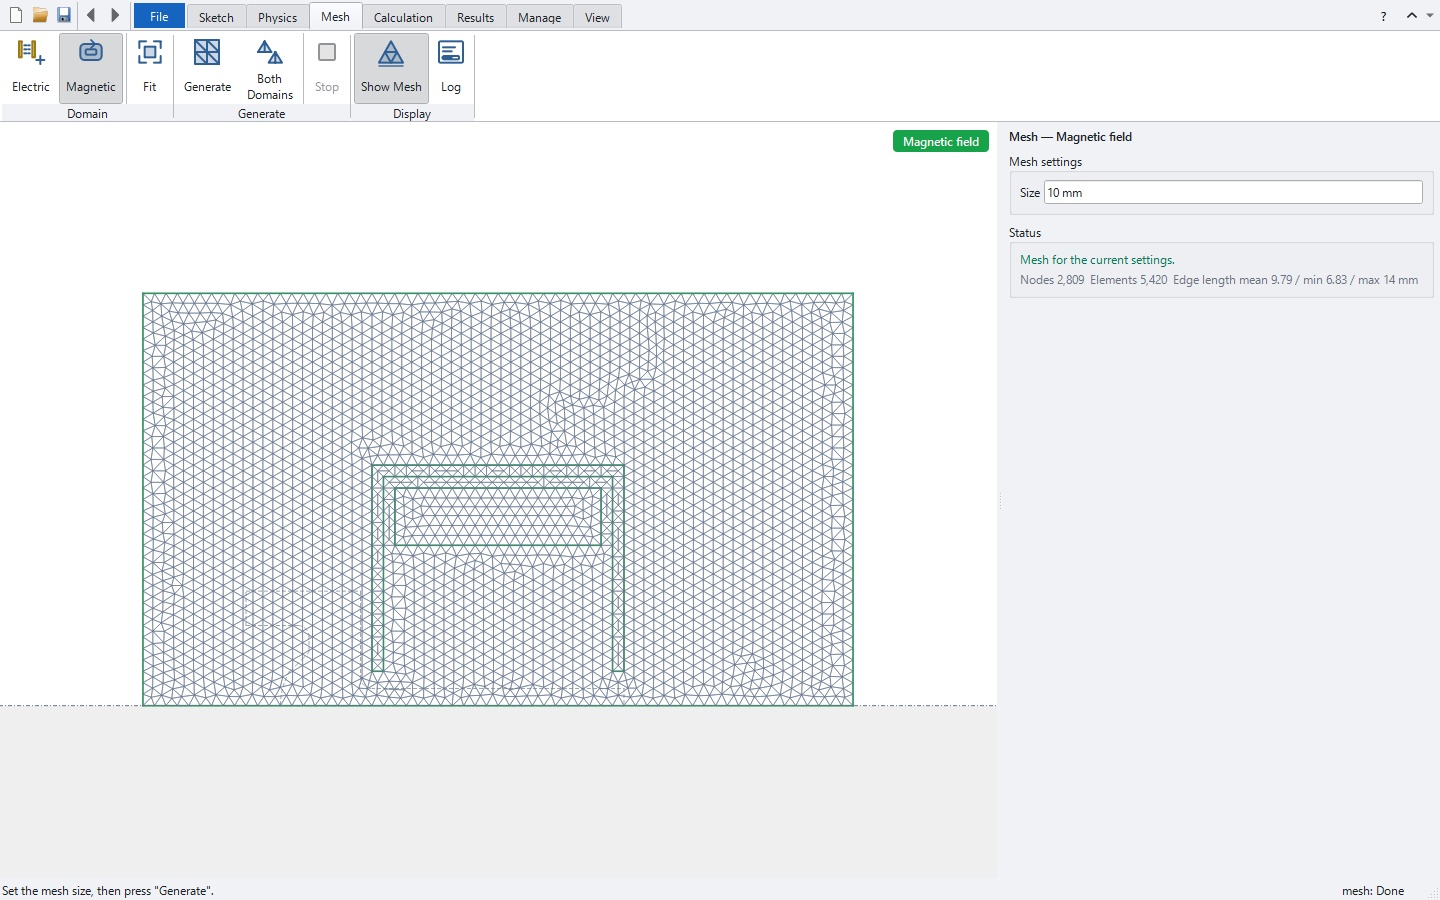 File
Sketch
Physics
Mesh
Calculation
Results
Manage
View
?
Electric
Magnetic
Fit
Generate
Both
Domains
Stop
Show Mesh
Log
Domain
Generate
Display
Magnetic field
Mesh — Magnetic field
Mesh settings
Size 10 mm
Status
Mesh for the current settings.
Nodes 2,809 Elements 5,420 Edge length mean 9.79 / min 6.83 / max 14 mm
Set the mesh size, then press "Generate".
mesh: Done